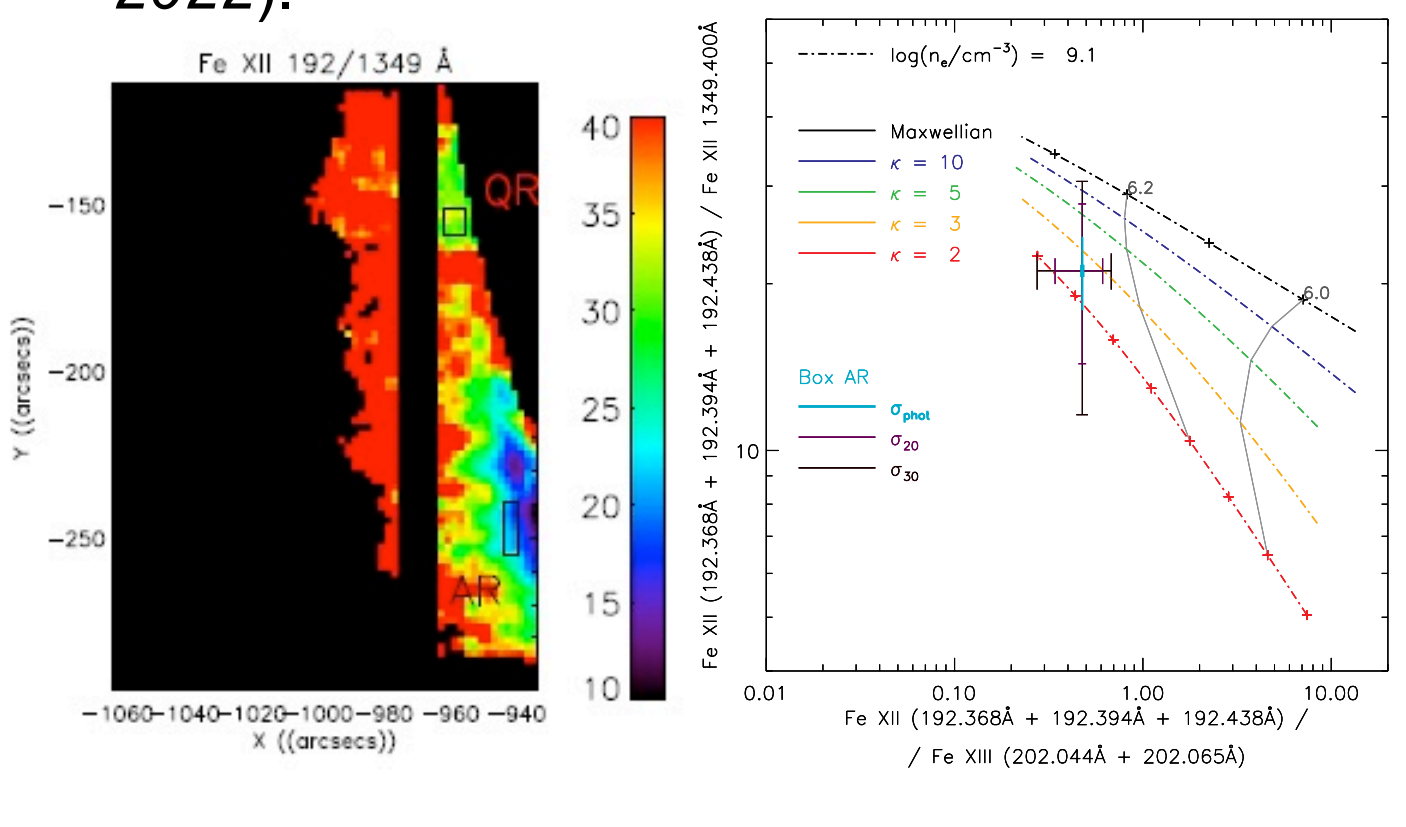 2022).
Fe XII 192/1349 Å
40
35
30
25
20
15
10
QR
AR
−150
−200
−250
Y ((arcsecs))
−1060−1040−1020−1000 −980 −960 −940
X ((arcsecs))
Fe XII (192.368Å + 192.394Å + 192.438Å) / Fe XII 1349.400Å
log(nₑ/cm⁻³) = 9.1
Maxwellian
κ = 10
κ = 5
κ = 3
κ = 2
6.2
6.0
Box AR
σphot
σ20
σ30
10
0.01 0.10 1.00 10.00
Fe XII (192.368Å + 192.394Å + 192.438Å) /
/ Fe XIII (202.044Å + 202.065Å)